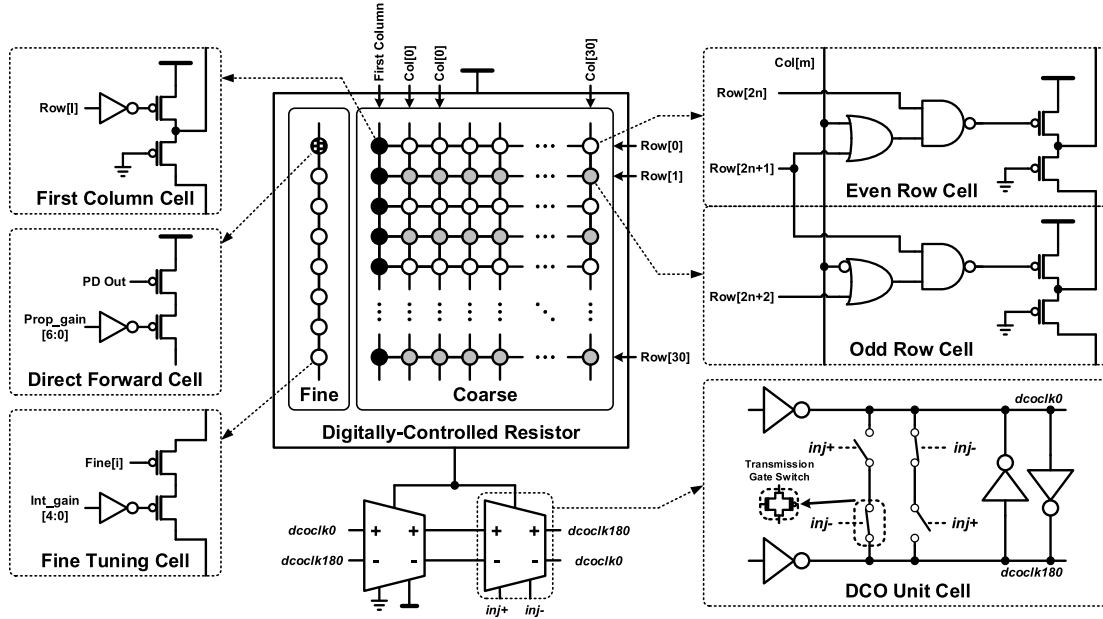 First Column
Col[0]
Col[0]
Col[30]
Row[l]
First Column Cell
PD Out
Prop_gain
[6:0]
Direct Forward Cell
Fine[i]
Int_gain
[4:0]
Fine Tuning Cell
Row[0]
Row[1]
Row[30]
Fine
Coarse
Digitally-Controlled Resistor
dcoclk0
dcoclk180
+
-
+
-
dcoclk180
dcoclk0
inj+
inj-
Col[m]
Row[2n]
Row[2n+1]
Even Row Cell
Row[2n+2]
Odd Row Cell
dcoclk0
inj+
inj-
Transmission
Gate Switch
inj-
inj+
dcoclk180
DCO Unit Cell